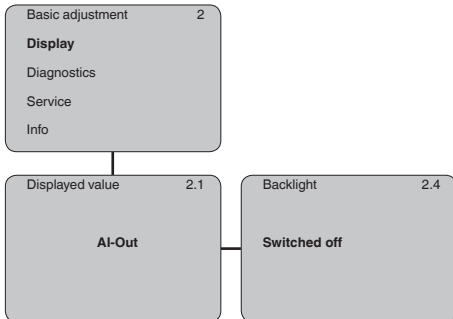 Basic adjustment 2
Display
Diagnostics
Service
Info
Displayed value 2.1
AI-Out
Backlight 2.4
Switched off